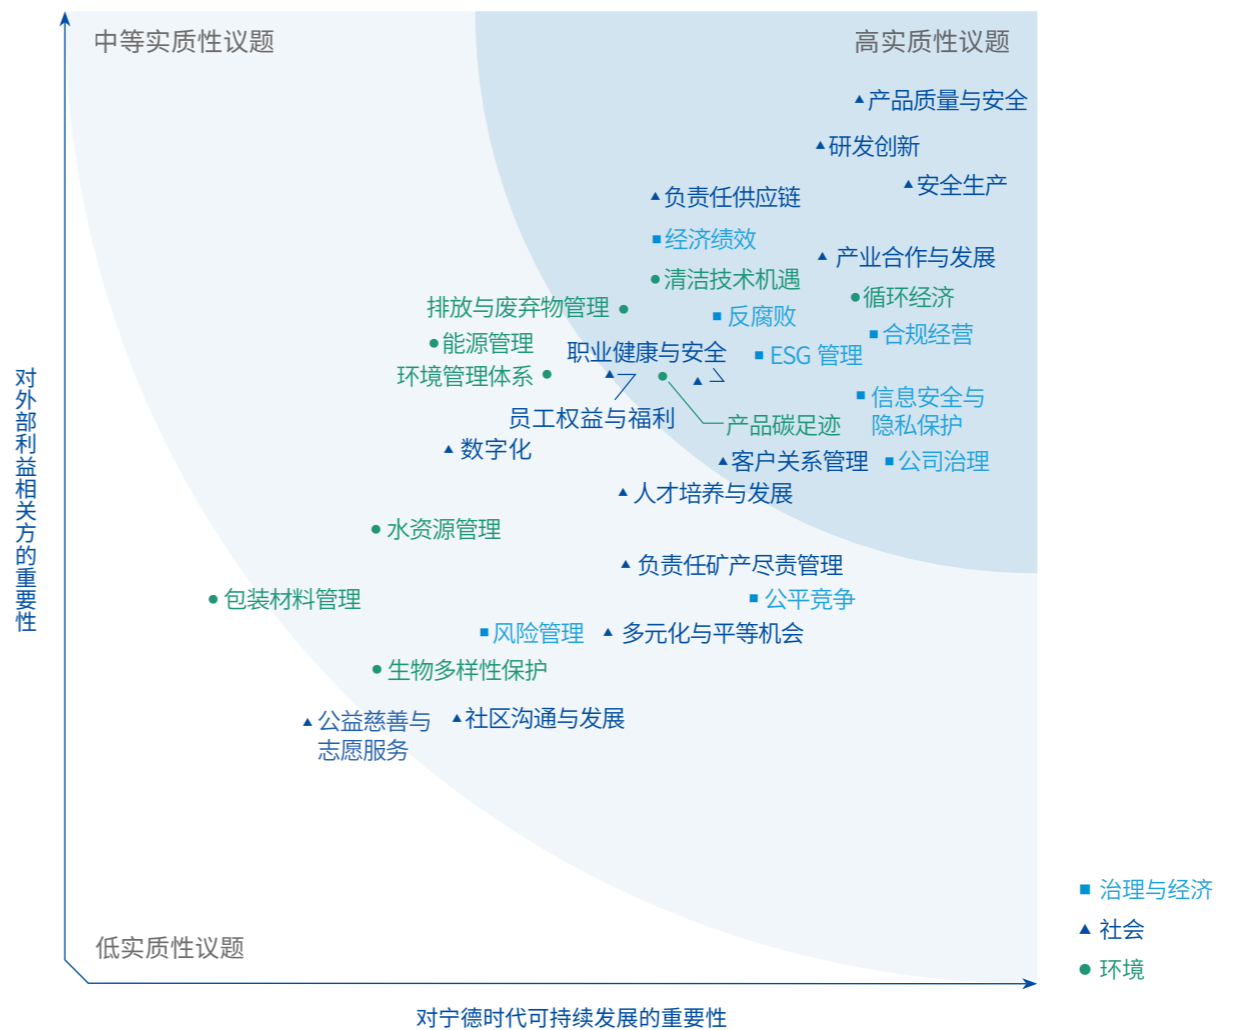 中等实质性议题
高实质性议题
产品质量与安全
研发创新
安全生产
负责任供应链
经济绩效
产业合作与发展
清洁技术机遇
循环经济
排放与废弃物管理
反腐败
合规经营
能源管理
职业健康与安全
ESG 管理
环境管理体系
信息安全与
隐私保护
员工权益与福利
产品碳足迹
数字化
客户关系管理
公司治理
人才培养与发展
水资源管理
负责任矿产尽责管理
包装材料管理
公平竞争
风险管理
多元化与平等机会
生物多样性保护
公益慈善与
志愿服务
社区沟通与发展
对外部利益相关方的重要性
治理与经济
社会
环境
低实质性议题
对宁德时代可持续发展的重要性